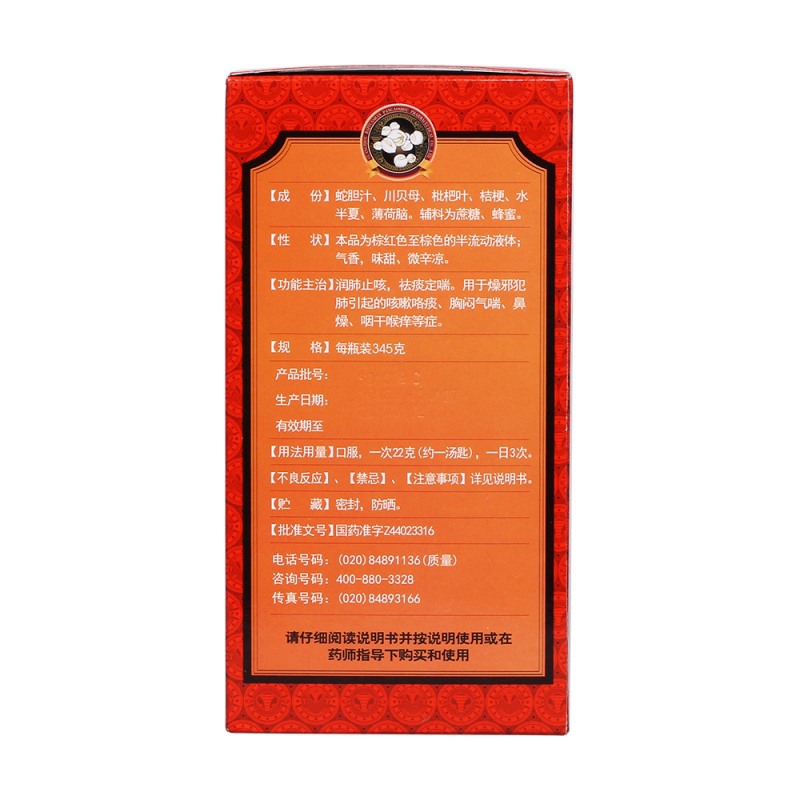 【成　份】蛇胆汁、川贝母、枇杷叶、桔梗、水
半夏、薄荷脑。辅料为蔗糖、蜂蜜。
【性　状】本品为棕红色至棕色的半流动液体；
气香，味甜、微辛凉。
【功能主治】润肺止咳，祛痰定喘。用于燥邪犯
肺引起的咳嗽咯痰、胸闷气喘、鼻
燥、咽干喉痒等症。
【规　格】每瓶装345克
产品批号：
生产日期：
有效期至
【用法用量】口服，一次22克(约一汤匙)，一日3次。
【不良反应】、【禁忌】、【注意事项】详见说明书。
【贮　藏】密封，防晒。
【批准文号】国药准字Z44023316
电话号码：(020)84891136(质量)
咨询号码：400-880-3328
传真号码：(020)84893166
请仔细阅读说明书并按说明使用或在
药师指导下购买和使用